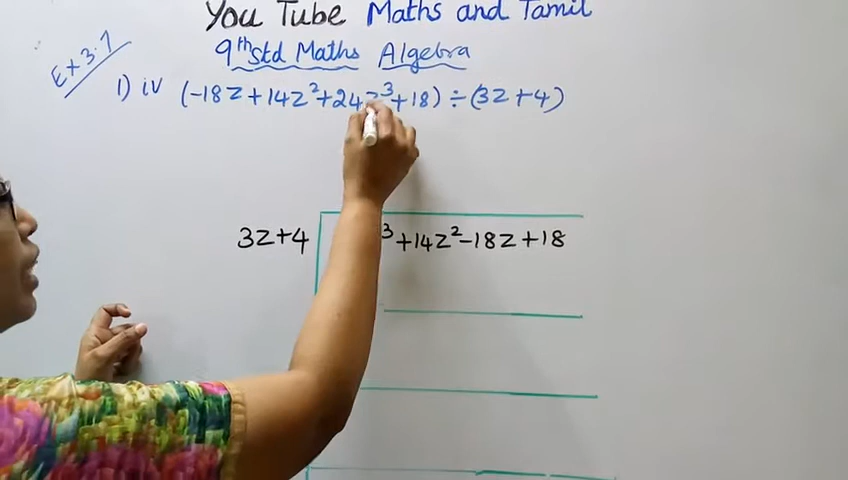 You Tube Maths and Tamil
9th Std Maths Algebra
Ex 3.7
1) iv (-18z+14z²+24z³+18) ÷ (3z+4)
3z+4 ³+14z²-18z+18